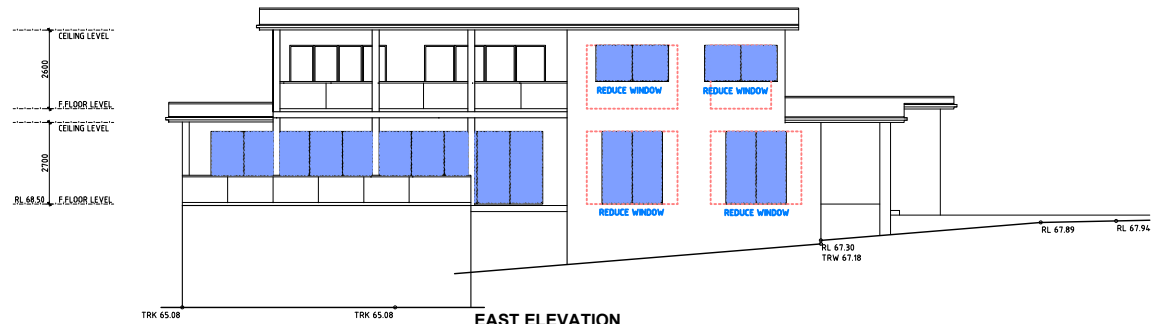 CEILING LEVEL
2600
F.FLOOR LEVEL
CEILING LEVEL
2700
RL 68.50 F.FLOOR LEVEL
REDUCE WINDOW
REDUCE WINDOW
REDUCE WINDOW
REDUCE WINDOW
RL 67.30
TRW 67.18
RL 67.89
RL 67.94
TRK 65.08
TRK 65.08
EAST ELEVATION